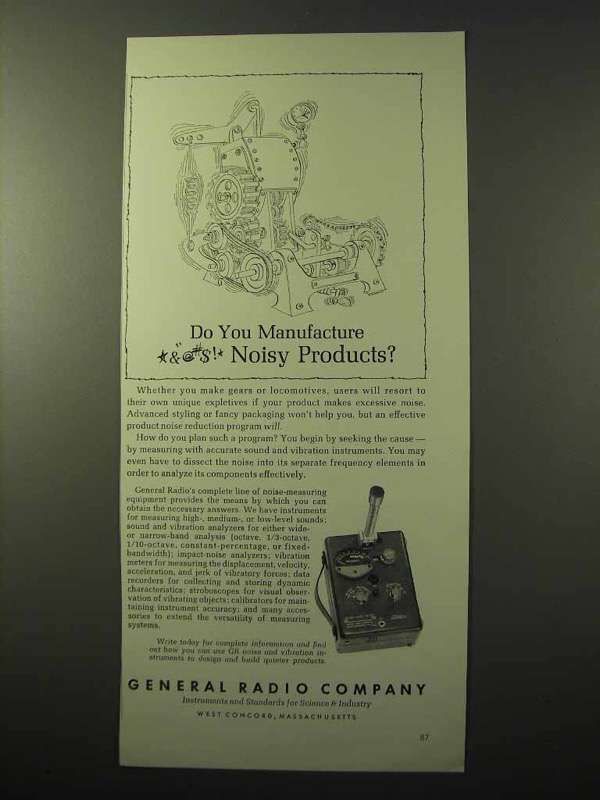 Do You Manufacture
*&"@#$!* Noisy Products?
Whether you make gears or locomotives, users will resort to
their own unique expletives if your product makes excessive noise.
Advanced styling or fancy packaging won't help you, but an effective
product noise reduction program will.
How do you plan such a program? You begin by seeking the cause —
by measuring with accurate sound and vibration instruments. You may
even have to dissect the noise into its separate frequency elements in
order to analyze its components effectively.
General Radio's complete line of noise-measuring
equipment provides the means by which you can
obtain the necessary answers. We have instruments
for measuring high-, medium-, or low-level sounds;
sound and vibration analyzers for either wide-
or narrow-band analysis (octave, 1/3-octave,
1/10-octave, constant-percentage, or fixed-
bandwidth); impact-noise analyzers; vibration
meters for measuring the displacement, velocity,
acceleration, and jerk of vibratory forces; data
recorders for collecting and storing dynamic
characteristics; stroboscopes for visual obser-
vation of vibrating objects; calibrators for main-
taining instrument accuracy; and many acces-
sories to extend the versatility of measuring
systems.
Write today for complete information and find
out how you can use GR noise and vibration in-
struments to design and build quieter products.
GENERAL RADIO COMPANY
Instruments and Standards for Science & Industry
WEST CONCORD, MASSACHUSETTS
87